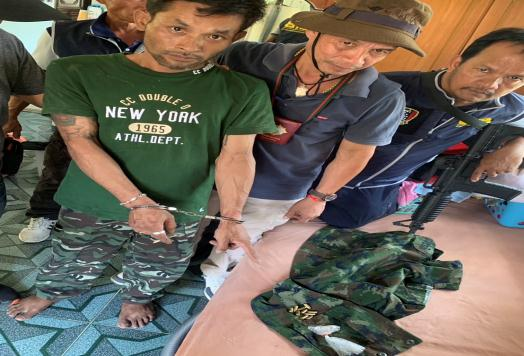 CC DOUBLE O
NEW YORK
1965
ATHL.DEPT.